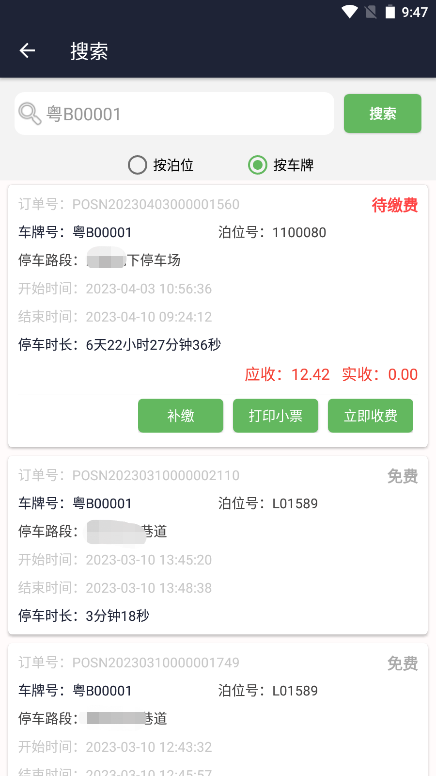 9:47
搜索
粤B00001
搜索
按泊位 按车牌
订单号：POSN20230403000001560 待缴费
车牌号：粤B00001 泊位号：1100080
停车路段： 下停车场
开始时间：2023-04-03 10:56:36
结束时间：2023-04-10 09:24:12
停车时长：6天22小时27分钟36秒
应收：12.42 实收：0.00
补缴 打印小票 立即收费
订单号：POSN20230310000002110 免费
车牌号：粤B00001 泊位号：L01589
停车路段： 巷道
开始时间：2023-03-10 13:45:20
结束时间：2023-03-10 13:48:38
停车时长：3分钟18秒
订单号：POSN20230310000001749 免费
车牌号：粤B00001 泊位号：L01589
停车路段： 巷道
开始时间：2023-03-10 12:43:32
结束时间：2023-03-10 12:45:57